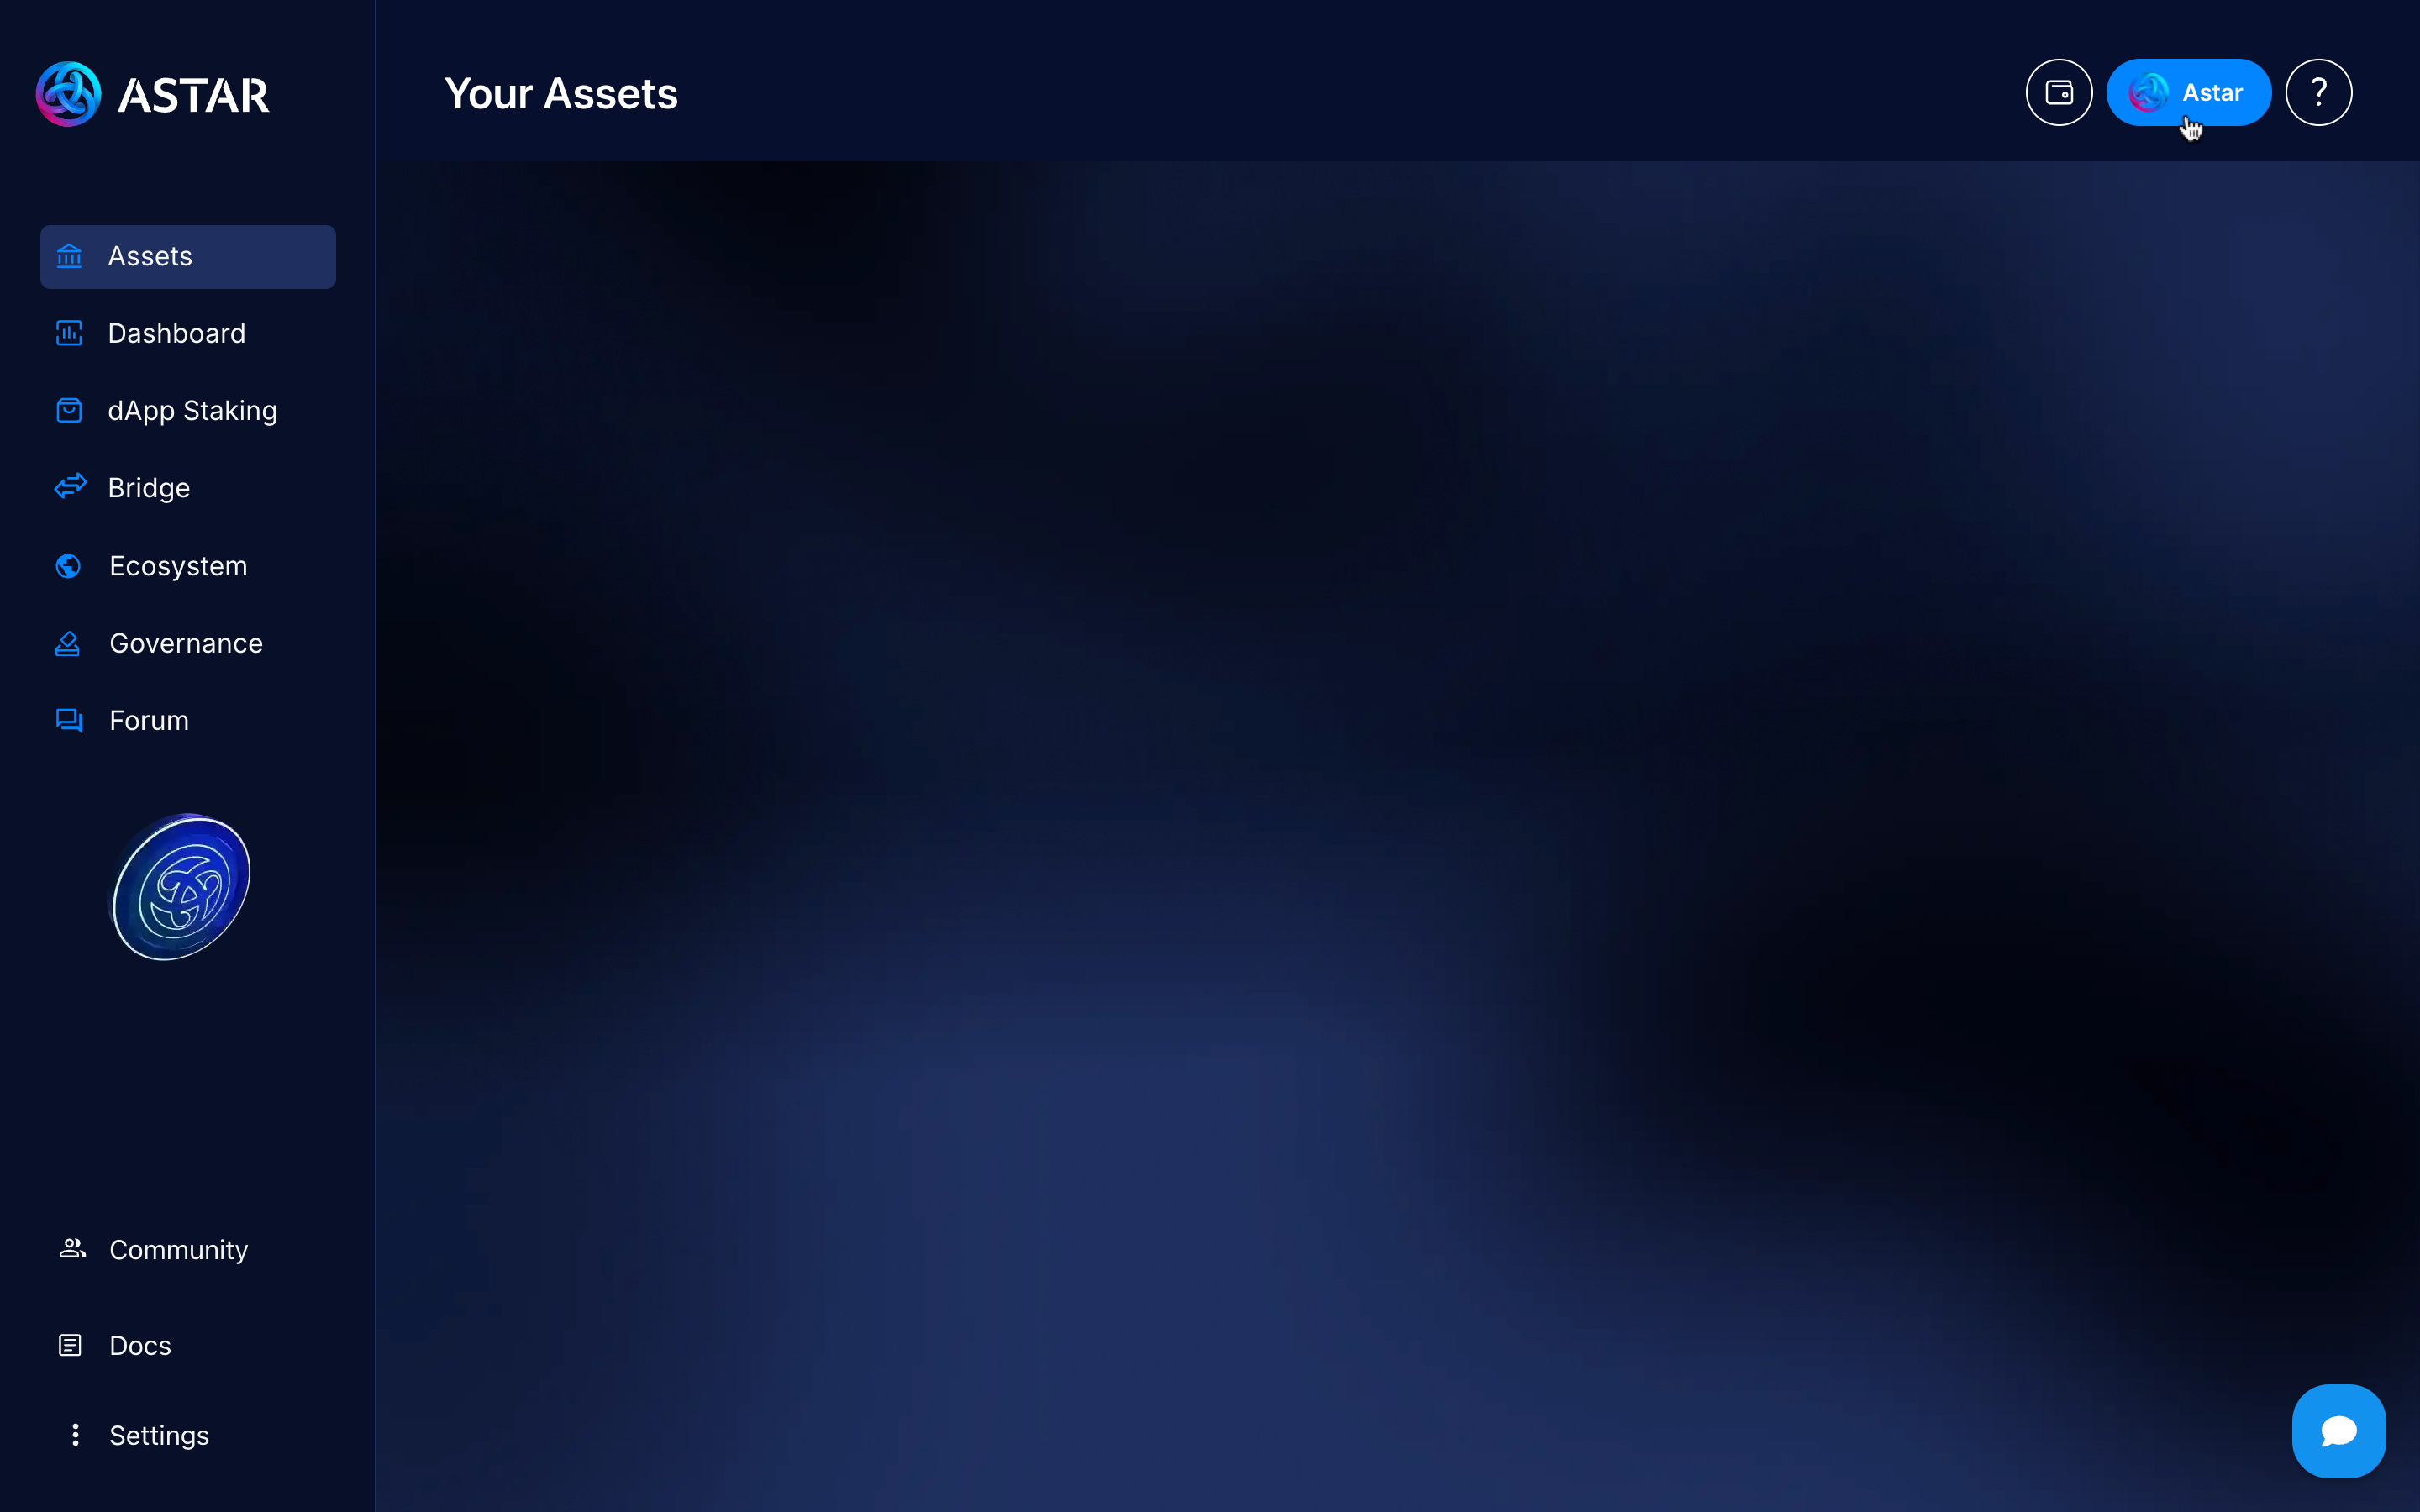 ASTAR
Your Assets
Astar
?
Assets
Dashboard
dApp Staking
Bridge
Ecosystem
Governance
Forum
Community
Docs
Settings